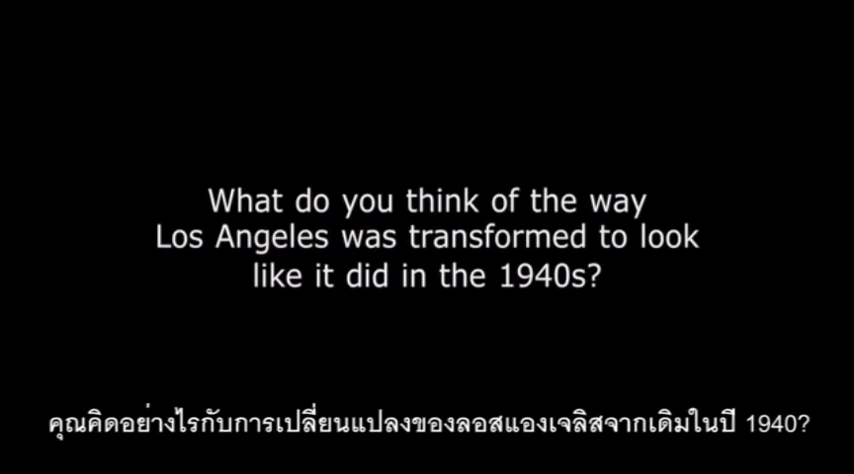 What do you think of the way
Los Angeles was transformed to look
like it did in the 1940s?
คุณคิดอย่างไรกับการเปลี่ยนแปลงของลอสแองเจลิสจากเดิมในปี 1940?